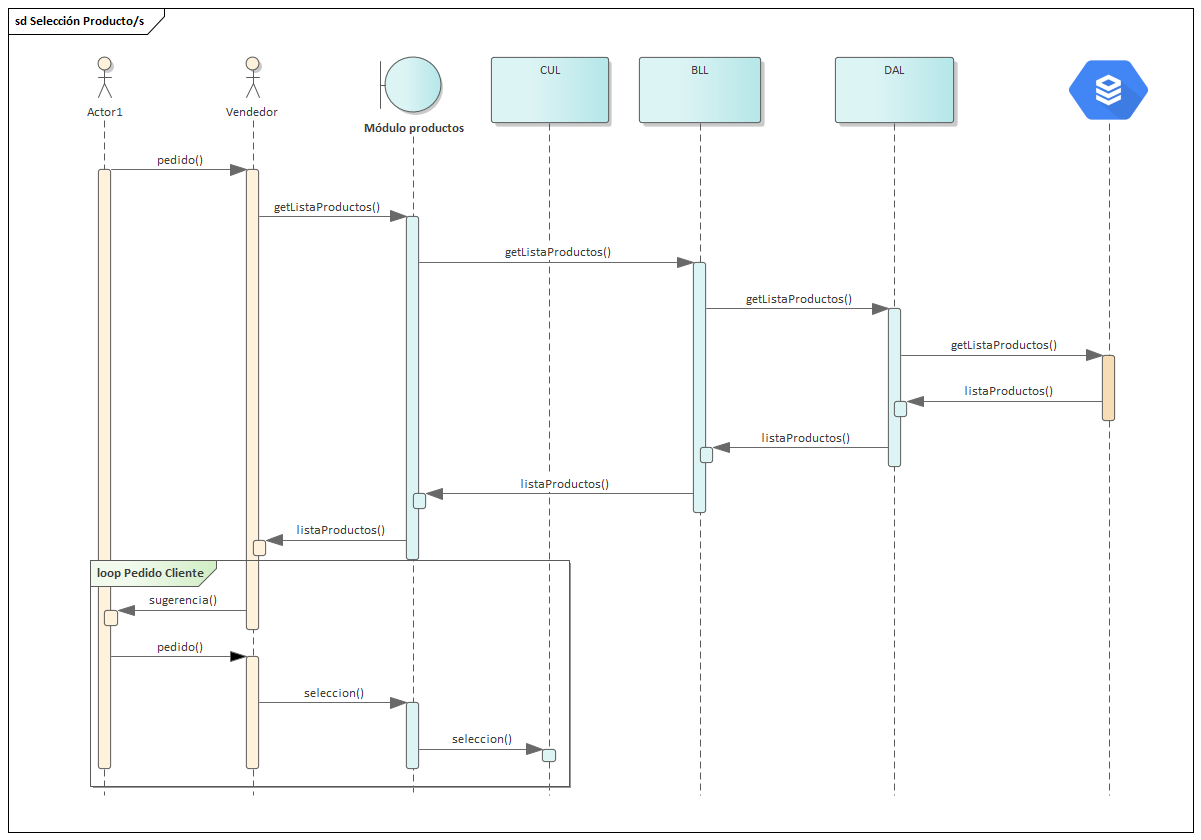 sd Selección Producto/s
CUL
BLL
DAL
Actor1
Vendedor
Módulo productos
pedido()
getListaProductos()
getListaProductos()
getListaProductos()
getListaProductos()
listaProductos()
listaProductos()
listaProductos()
listaProductos()
loop Pedido Cliente
sugerencia()
pedido()
seleccion()
seleccion()